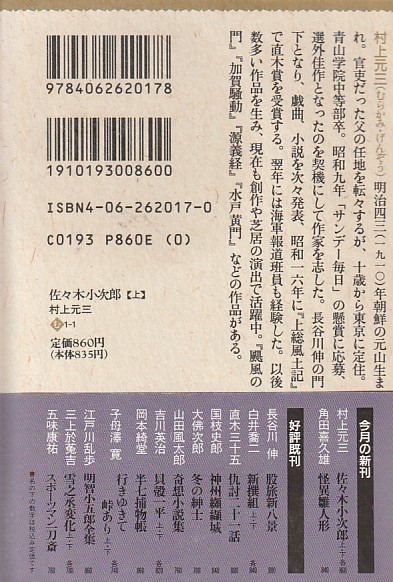 村上元三(むらかみ・げんぞう)明治四三(一九一〇)年朝鮮の元山生ま
れ。官吏だった父の任地を転々するが、十歳から東京に定住。
青山学院中等部卒。昭和九年「サンデー毎日」の懸賞に応募、
選外佳作となったのを契機にして作家を志した。長谷川伸の門
下となり、戯曲、小説を次々発表、昭和一六年に『上総風土記』
で直木賞を受賞する。翌年には海軍報道班員も経験した。以後
数多い作品を生み、現在も創作や芝居の演出で活躍中。『颶風の
門』『加賀騒動』『源義経』『水戸黄門』などの作品がある。
9784062620178
1910193008600
ISBN4-06-262017-0
C0193 P860E (0)
佐々木小次郎【上】
村上元三
む1-1
定価860円
(本体835円)
今月の新刊
村上元三 佐々木小次郎 上・下
角田喜久雄 怪異雛人形
好評既刊
長谷川 伸 股旅新八景
白井喬二 新撰組 上・下
直木三十五 仇討二十一話
国枝史郎 神州纐纈城
大佛次郎 冬の紳士
山田風太郎 奇想小説集
吉川英治 貝殻一平 上・下
岡本綺堂 半七捕物帳
子母澤 寛 行きゆきて
峠あり 上・下
江戸川乱歩 明智小五郎全集
三上於菟吉 雪之丞変化 上・下
五味康祐 スポーツマン一刀斎
書名の下の数字は税込み定価です。